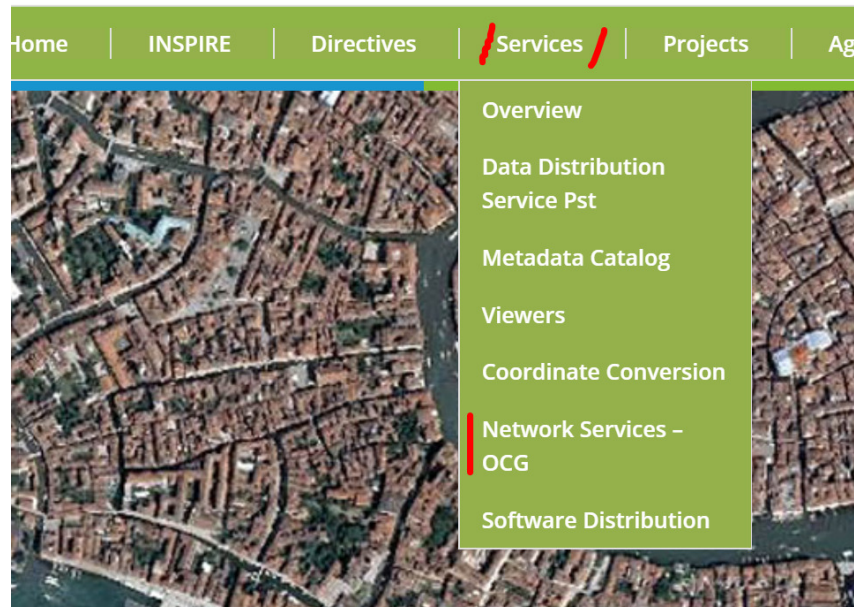 Home INSPIRE Directives Services Projects
Overview
Data Distribution
Service Pst
Metadata Catalog
Viewers
Coordinate Conversion
Network Services –
OCG
Software Distribution